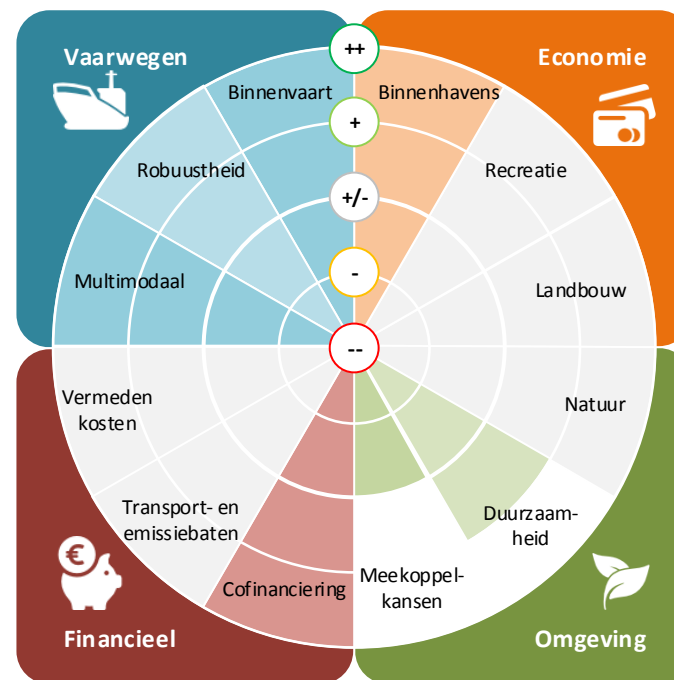 Vaarwegen
++
Economie
Binnenvaart
Binnenhavens
+
Robuustheid
Recreatie
+/-
Multimodaal
-
Landbouw
--
Vermeden
kosten
Natuur
Transport- en
emissiebaten
Duurzaam-
heid
Cofinanciering
Meekoppel-
kansen
€
Financieel
Omgeving